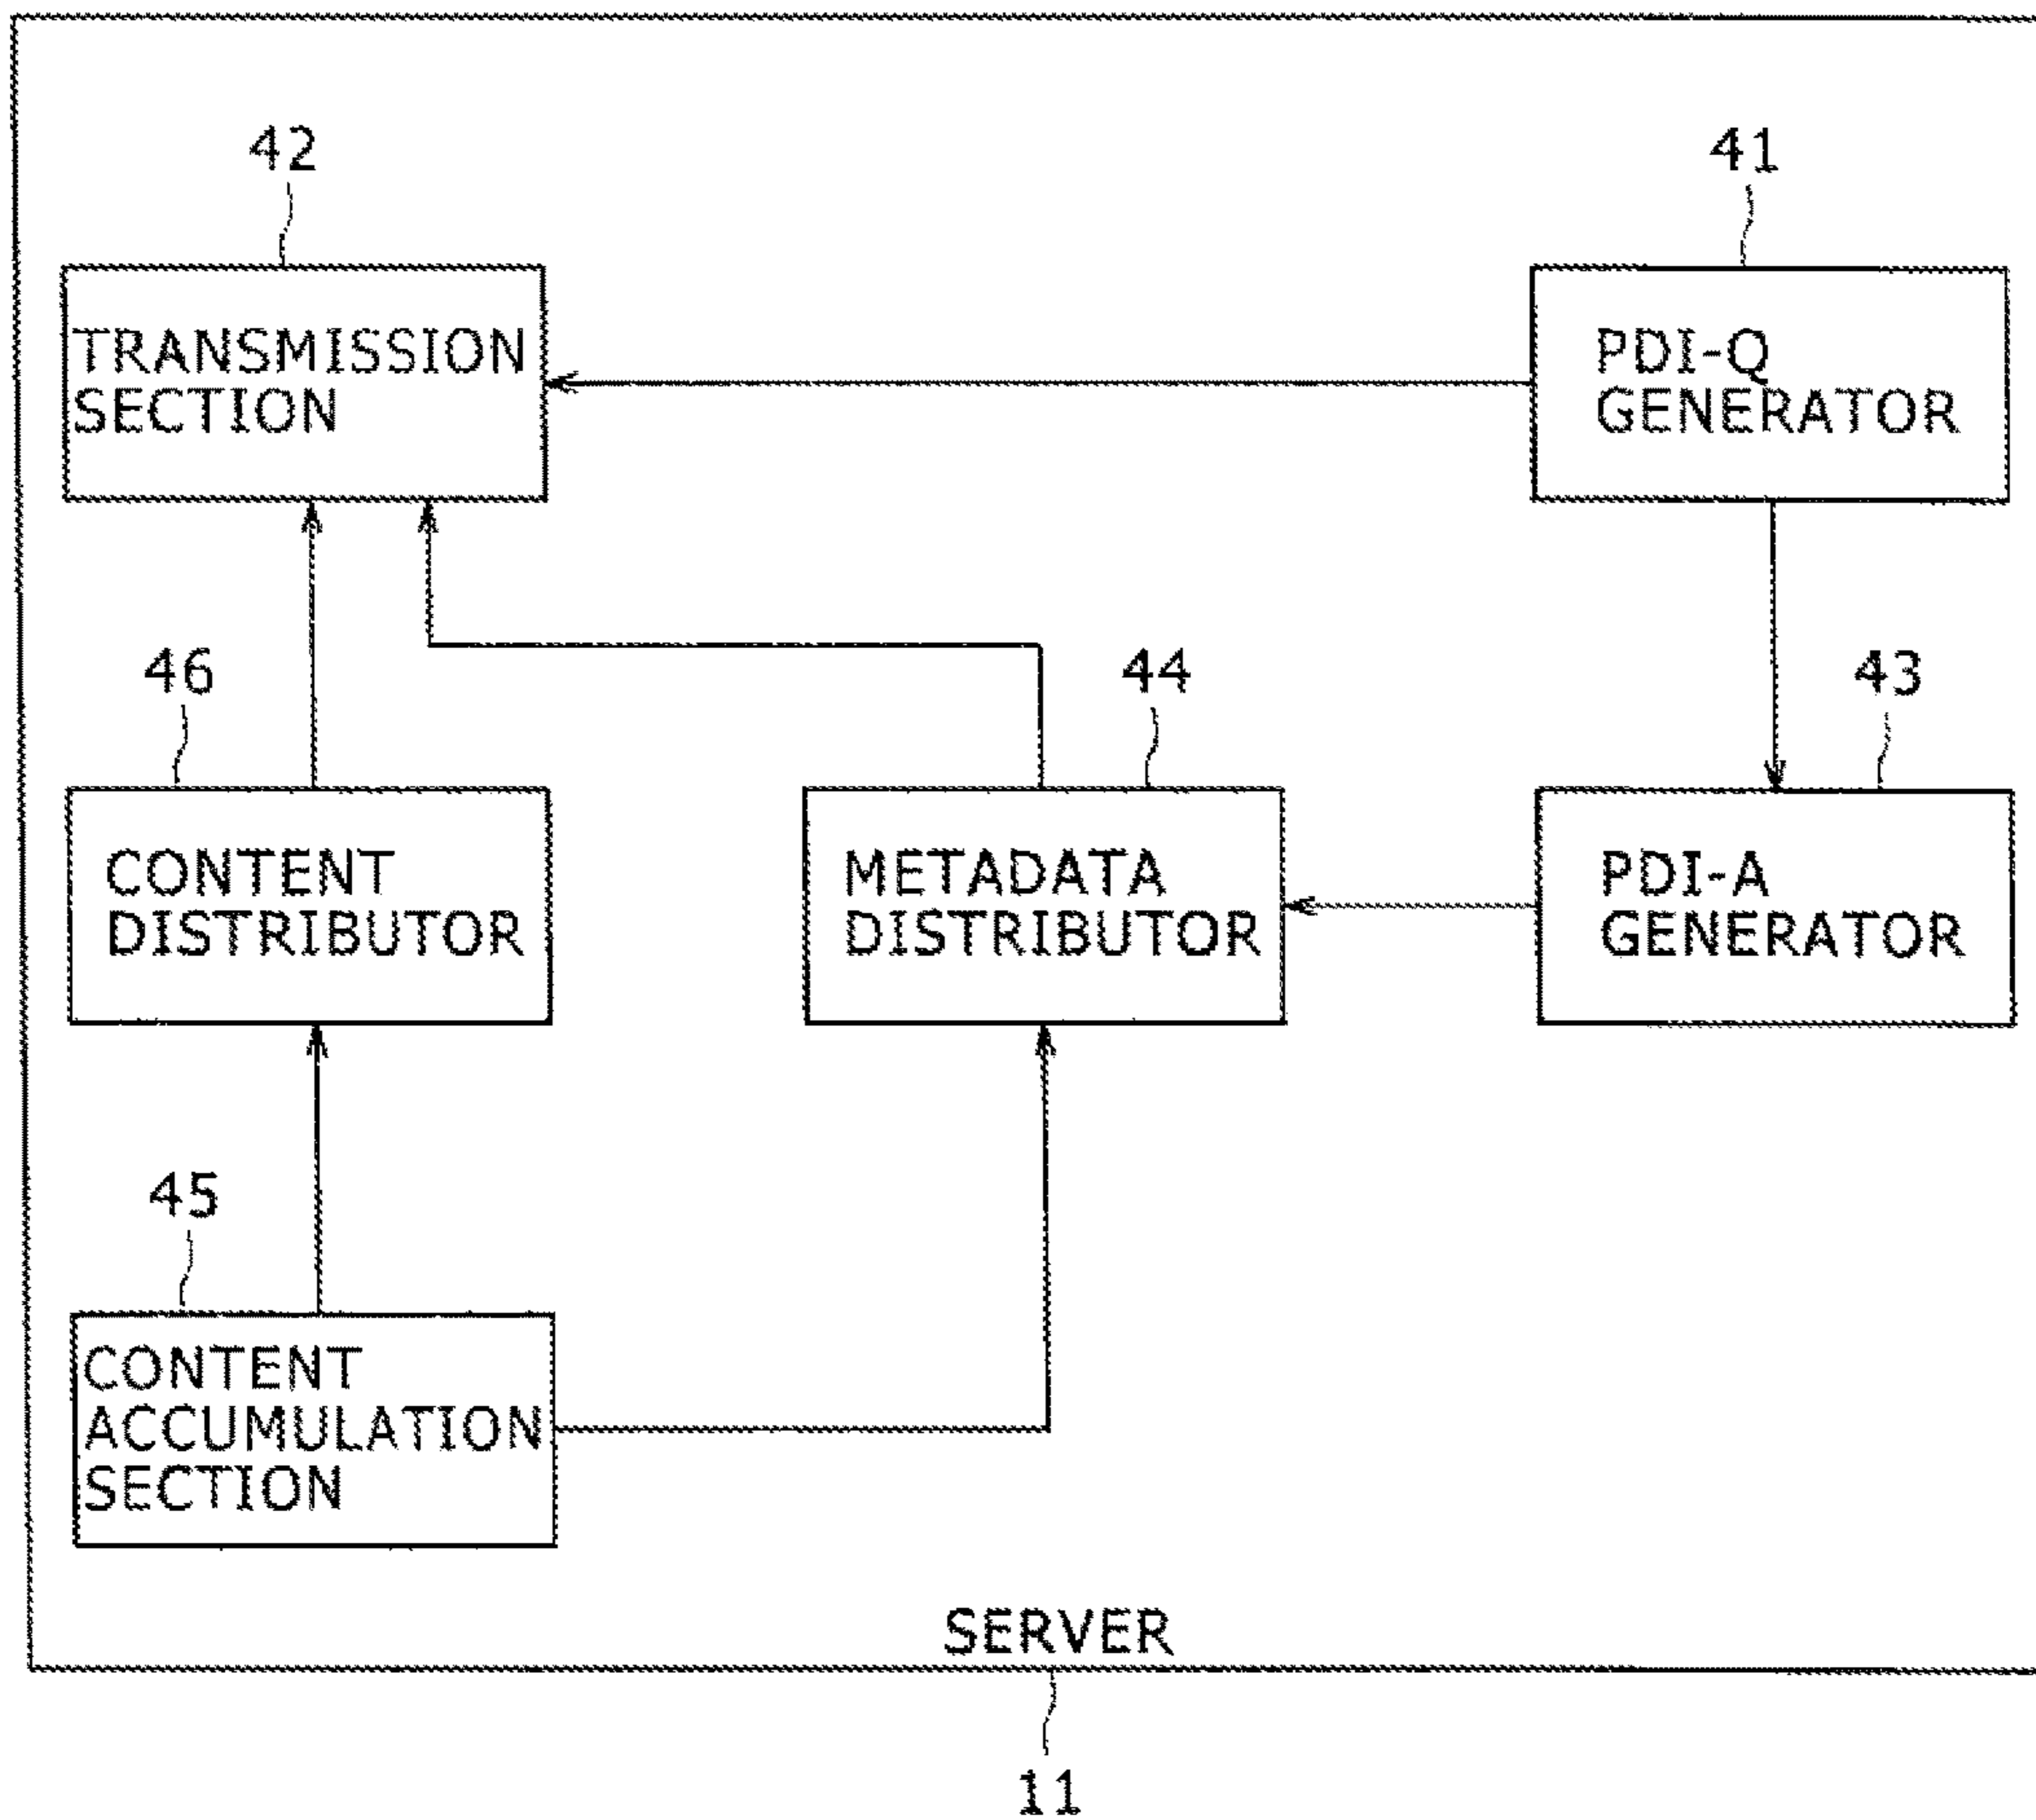 42
41
TRANSMISSION
SECTION
PDI-Q
GENERATOR
46
44
43
CONTENT
DISTRIBUTOR
METADATA
DISTRIBUTOR
PDI-A
GENERATOR
45
CONTENT
ACCUMULATION
SECTION
SERVER
11